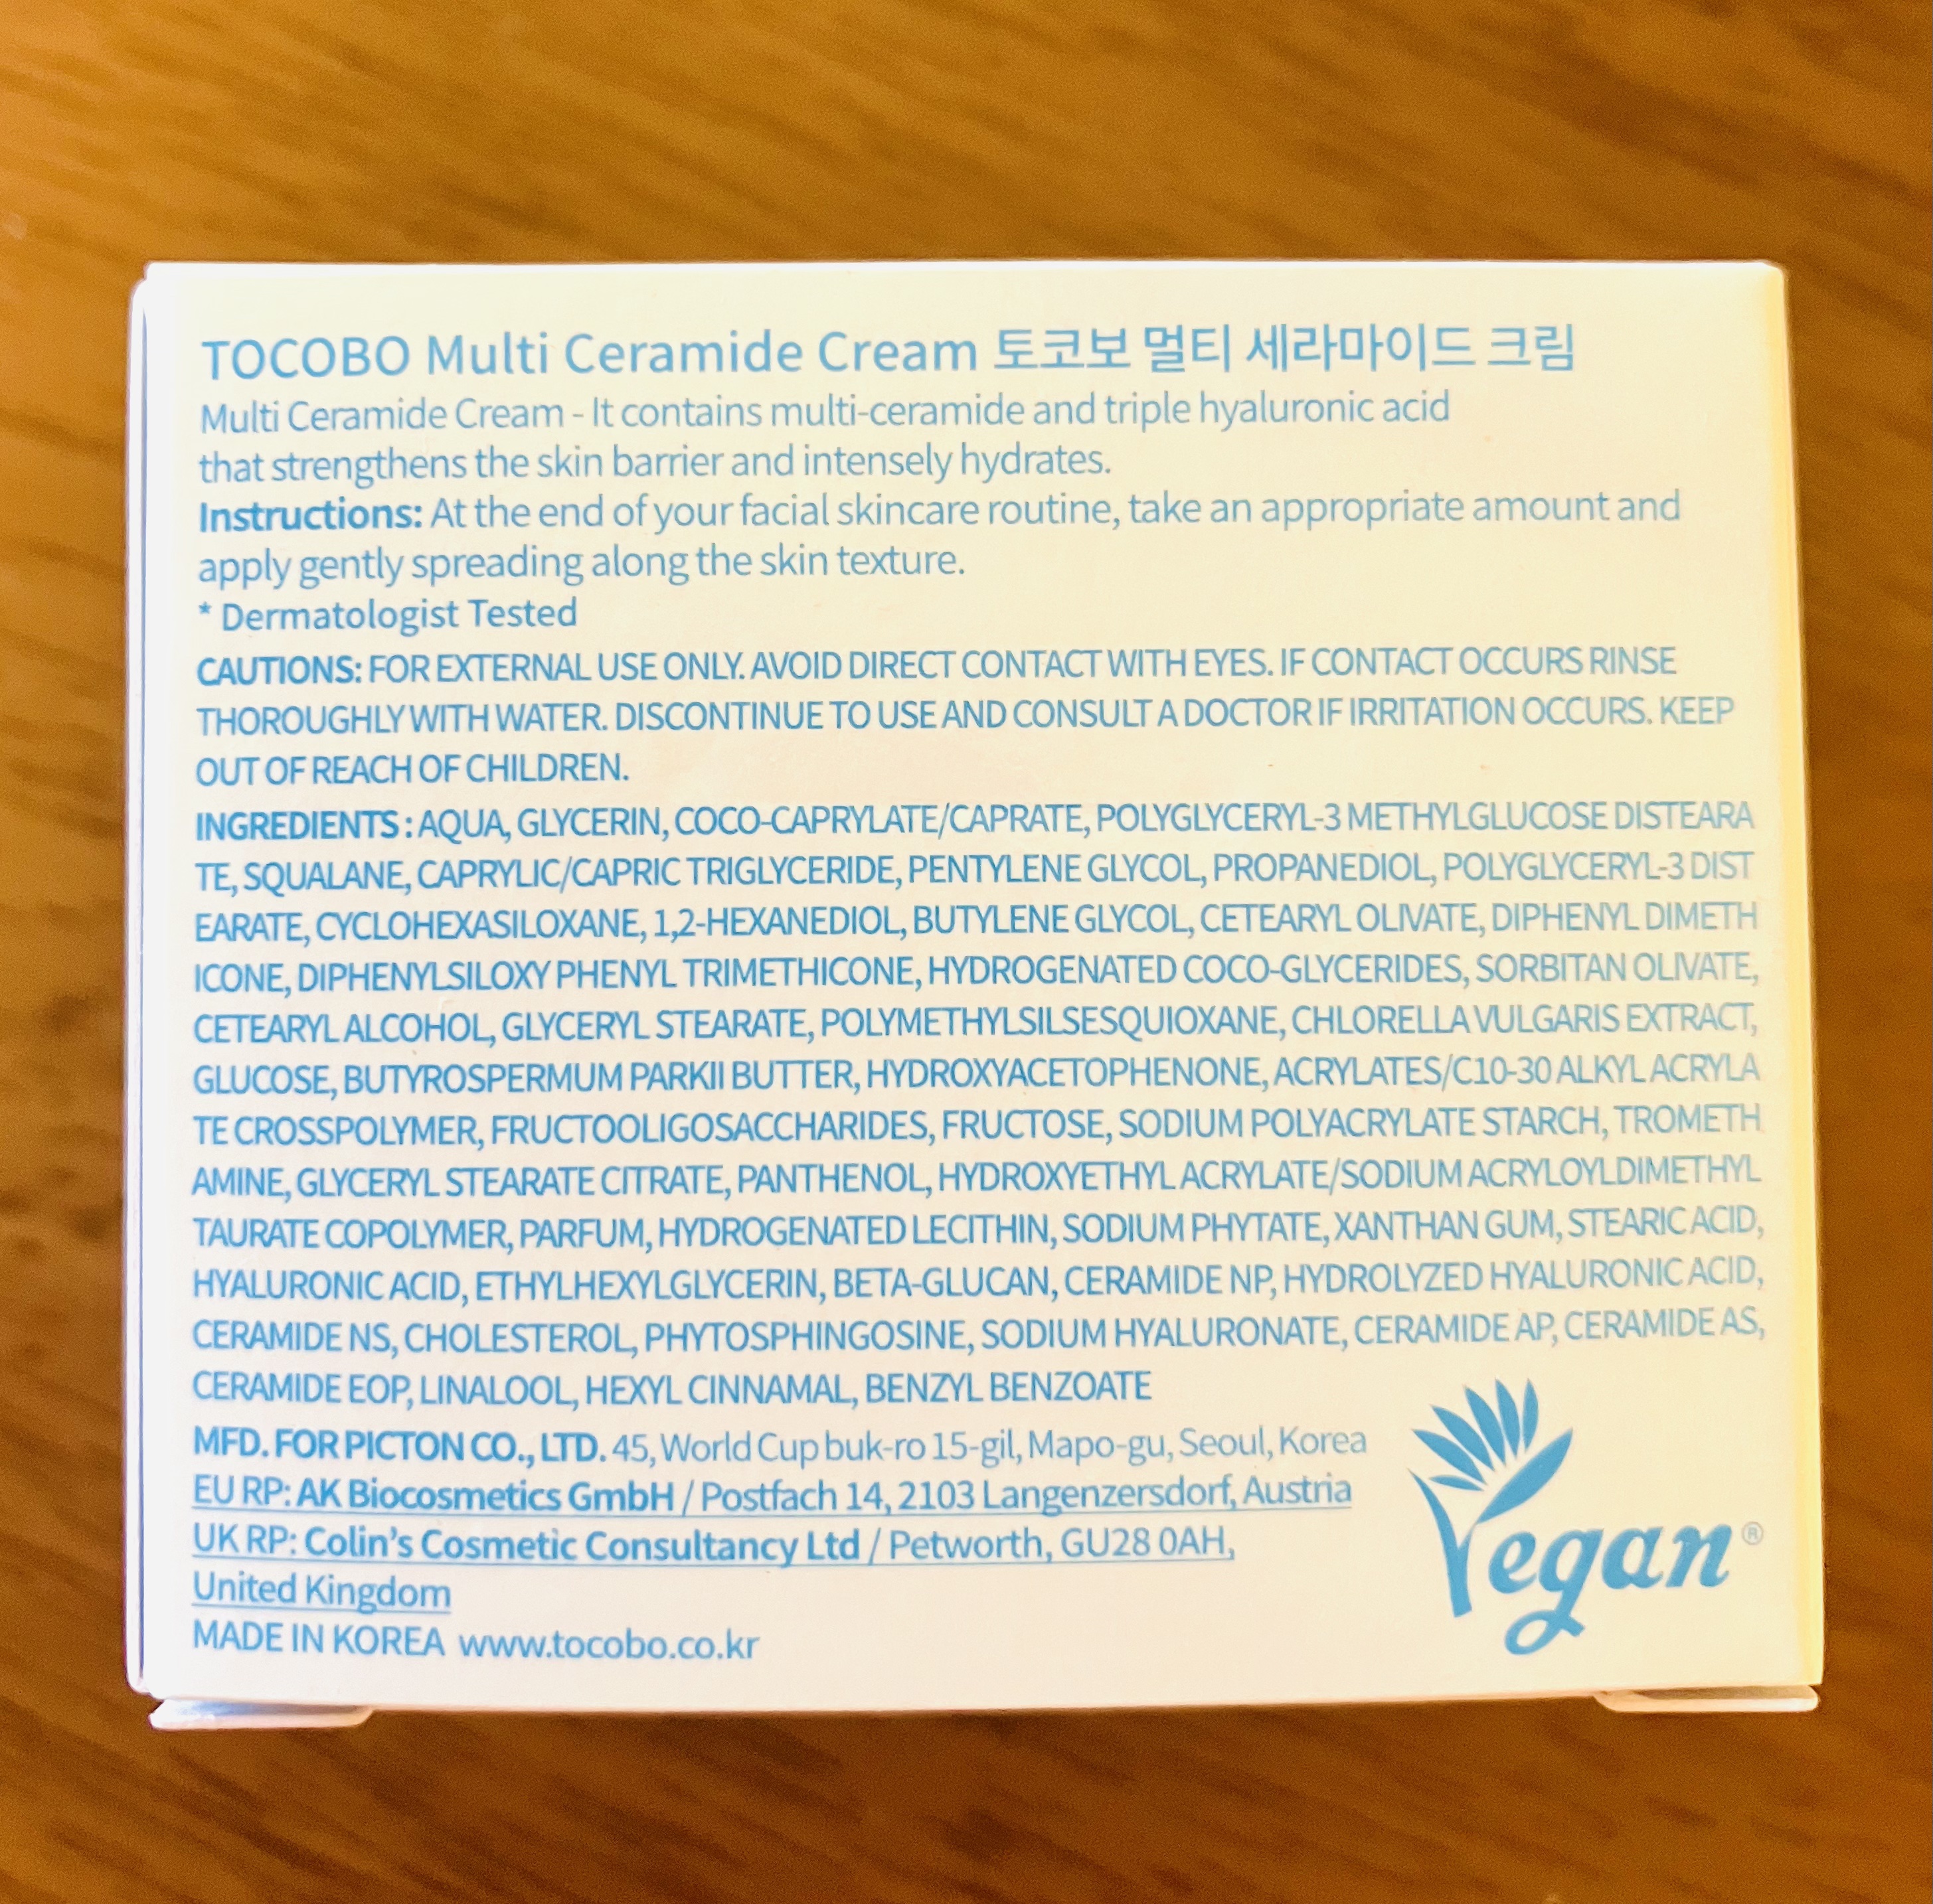 TOCOBO Multi Ceramide Cream 토코보 멀티 세라마이드 크림
Multi Ceramide Cream - It contains multi-ceramide and triple hyaluronic acid
that strengthens the skin barrier and intensely hydrates.
Instructions: At the end of your facial skincare routine, take an appropriate amount and
apply gently spreading along the skin texture.
* Dermatologist Tested
CAUTIONS: FOR EXTERNAL USE ONLY. AVOID DIRECT CONTACT WITH EYES. IF CONTACT OCCURS RINSE
THOROUGHLY WITH WATER. DISCONTINUE TO USE AND CONSULT A DOCTOR IF IRRITATION OCCURS. KEEP
OUT OF REACH OF CHILDREN.
INGREDIENTS : AQUA, GLYCERIN, COCO-CAPRYLATE/CAPRATE, POLYGLYCERYL-3 METHYLGLUCOSE DISTEARA
TE, SQUALANE, CAPRYLIC/CAPRIC TRIGLYCERIDE, PENTYLENE GLYCOL, PROPANEDIOL, POLYGLYCERYL-3 DIST
EARATE, CYCLOHEXASILOXANE, 1,2-HEXANEDIOL, BUTYLENE GLYCOL, CETEARYL OLIVATE, DIPHENYL DIMETH
ICONE, DIPHENYLSILOXY PHENYL TRIMETHICONE, HYDROGENATED COCO-GLYCERIDES, SORBITAN OLIVATE,
CETEARYL ALCOHOL, GLYCERYL STEARATE, POLYMETHYLSILSESQUIOXANE, CHLORELLA VULGARIS EXTRACT,
GLUCOSE, BUTYROSPERMUM PARKII BUTTER, HYDROXYACETOPHENONE, ACRYLATES/C10-30 ALKYL ACRYLA
TE CROSSPOLYMER, FRUCTOOLIGOSACCHARIDES, FRUCTOSE, SODIUM POLYACRYLATE STARCH, TROMETH
AMINE, GLYCERYL STEARATE CITRATE, PANTHENOL, HYDROXYETHYL ACRYLATE/SODIUM ACRYLOYLDIMETHYL
TAURATE COPOLYMER, PARFUM, HYDROGENATED LECITHIN, SODIUM PHYTATE, XANTHAN GUM, STEARIC ACID,
HYALURONIC ACID, ETHYLHEXYLGLYCERIN, BETA-GLUCAN, CERAMIDE NP, HYDROLYZED HYALURONIC ACID,
CERAMIDE NS, CHOLESTEROL, PHYTOSPHINGOSINE, SODIUM HYALURONATE, CERAMIDE AP, CERAMIDE AS,
CERAMIDE EOP, LINALOOL, HEXYL CINNAMAL, BENZYL BENZOATE
MFD. FOR PICTON CO., LTD. 45, World Cup buk-ro 15-gil, Mapo-gu, Seoul, Korea
EU RP: AK Biocosmetics GmbH / Postfach 14, 2103 Langenzersdorf, Austria
UK RP: Colin's Cosmetic Consultancy Ltd / Petworth, GU28 0AH,
United Kingdom
MADE IN KOREA www.tocobo.co.kr
Vegan®